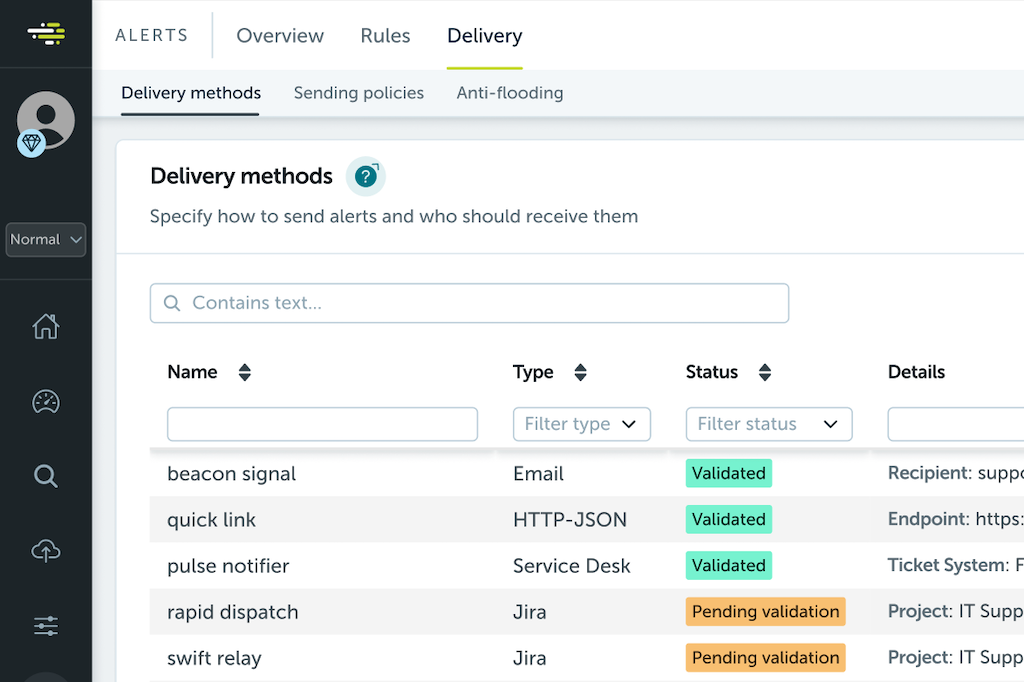 ALERTS Overview Rules Delivery
Delivery methods Sending policies Anti-flooding
Delivery methods ?
Specify how to send alerts and who should receive them
Normal
Contains text...
Name Type Status Details
Filter type Filter status
beacon signal Email Validated Recipient:
quick link HTTP-JSON Validated Endpoint: https:
pulse notifier Service Desk Validated Ticket System:
rapid dispatch Jira Pending validation Project: IT Supp
swift relay Jira Pending validation Project: IT Supp